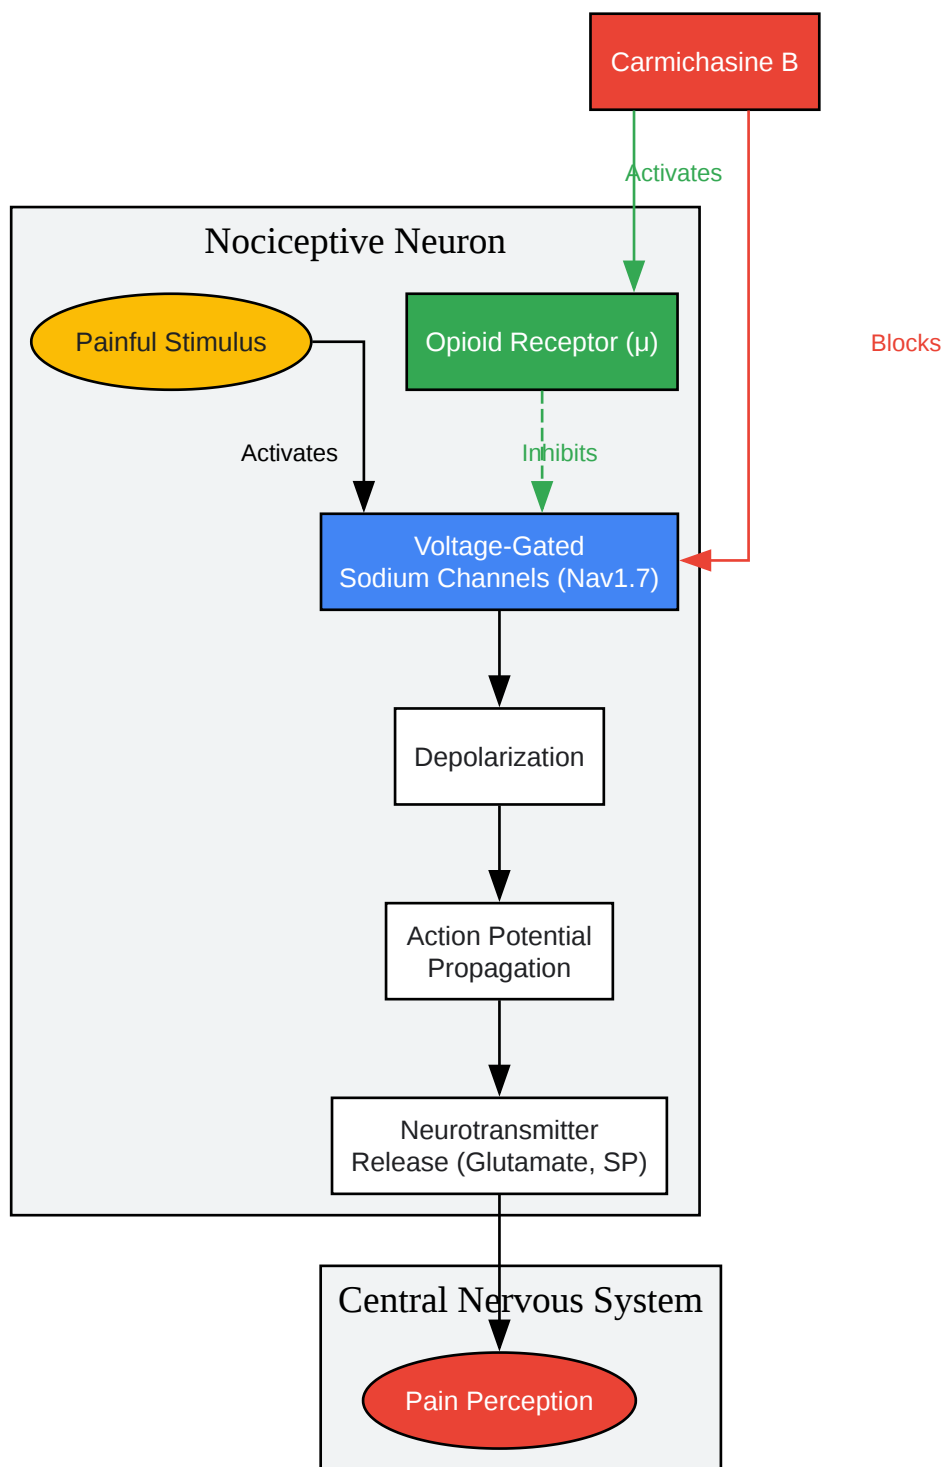 Carmichasine B
Activates
Nociceptive Neuron
Painful Stimulus
Opioid Receptor (μ)
Blocks
Activates
Inhibits
Voltage-Gated
Sodium Channels (Nav1.7)
Depolarization
Action Potential
Propagation
Neurotransmitter
Release (Glutamate, SP)
Central Nervous System
Pain Perception